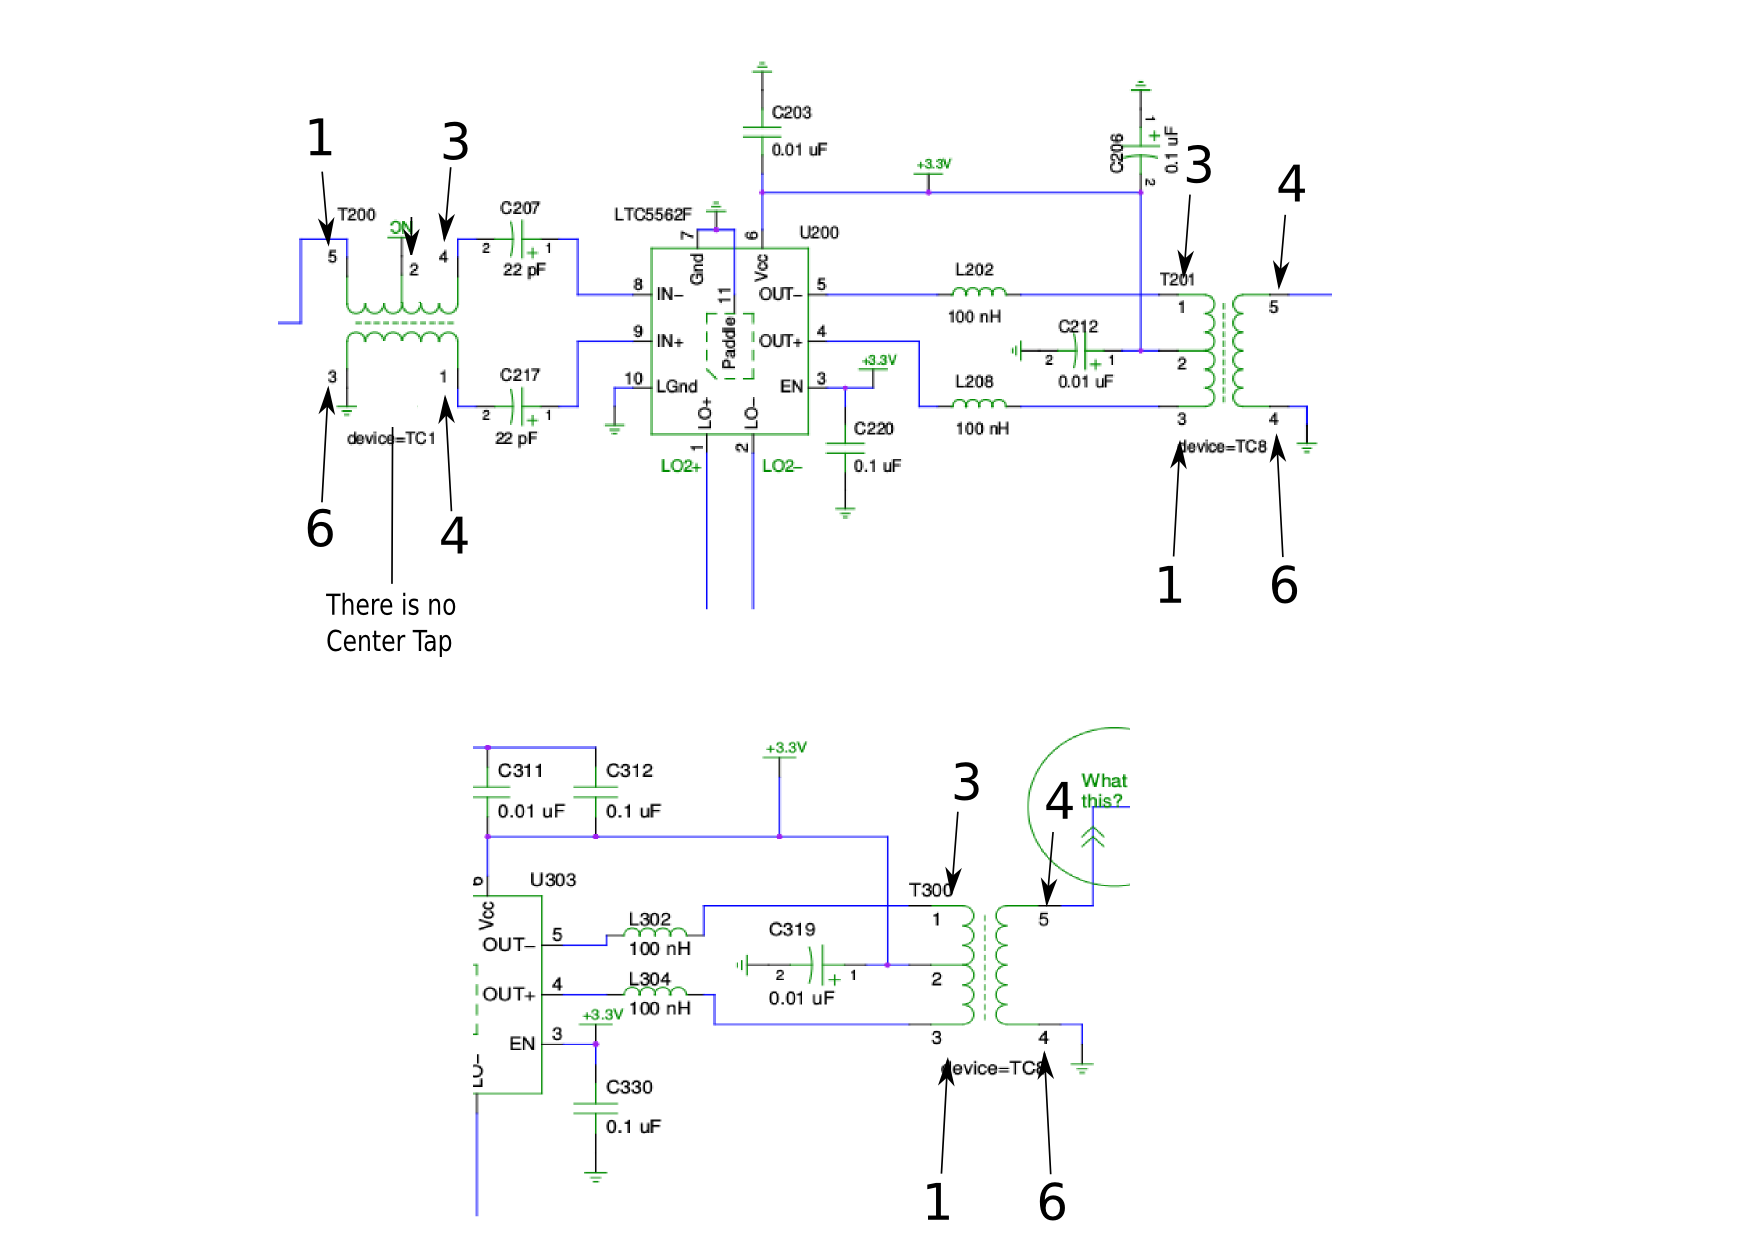 C203
0.01 uF
C206
1
+
0.1 uF
2
+3.3V
1
3
3
4
T200
NC
5
2
4
C207
2
+
1
22 pF
LTC5562F
U200
7
6
Gnd
Vcc
8
IN–
OUT–
5
11
Paddle
9
IN+
OUT+
4
10
LGnd
EN
3
+3.3V
LO+
LO–
1
2
LO2+
LO2–
C220
0.1 uF
L202
100 nH
T201
1
5
C212
2
+
1
0.01 uF
2
L208
100 nH
3
4
device=TC8
3
1
C217
2
+
1
22 pF
device=TC1
6
4
1
6
There is no
Center Tap
+3.3V
C311
0.01 uF
C312
0.1 uF
3
4
What
this?
6
U303
Vcc
OUT–
5
L302
100 nH
OUT+
4
L304
100 nH
+3.3V
EN
3
LO–
C330
0.1 uF
C319
2
+
1
0.01 uF
T300
1
5
2
3
4
device=TC8
1
6